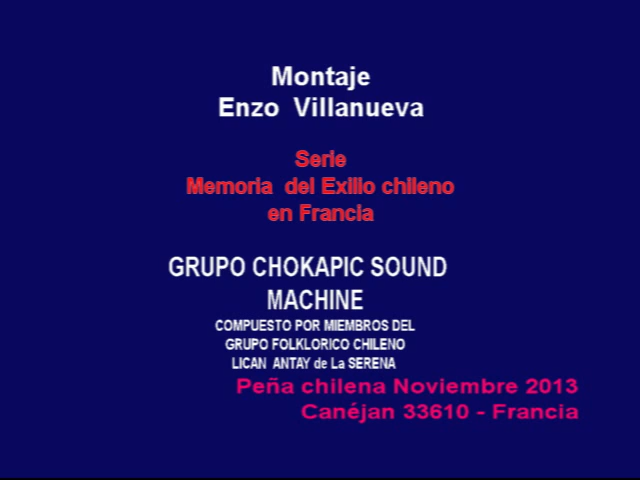 Montaje
Enzo Villanueva
Serie
Memoria del Exilio chileno
en Francia
GRUPO CHOKAPIC SOUND
MACHINE
COMPUESTO POR MIEMBROS DEL
GRUPO FOLKLORICO CHILENO
LICAN ANTAY de La SERENA
Peña chilena Noviembre 2013
Canéjan 33610 - Francia